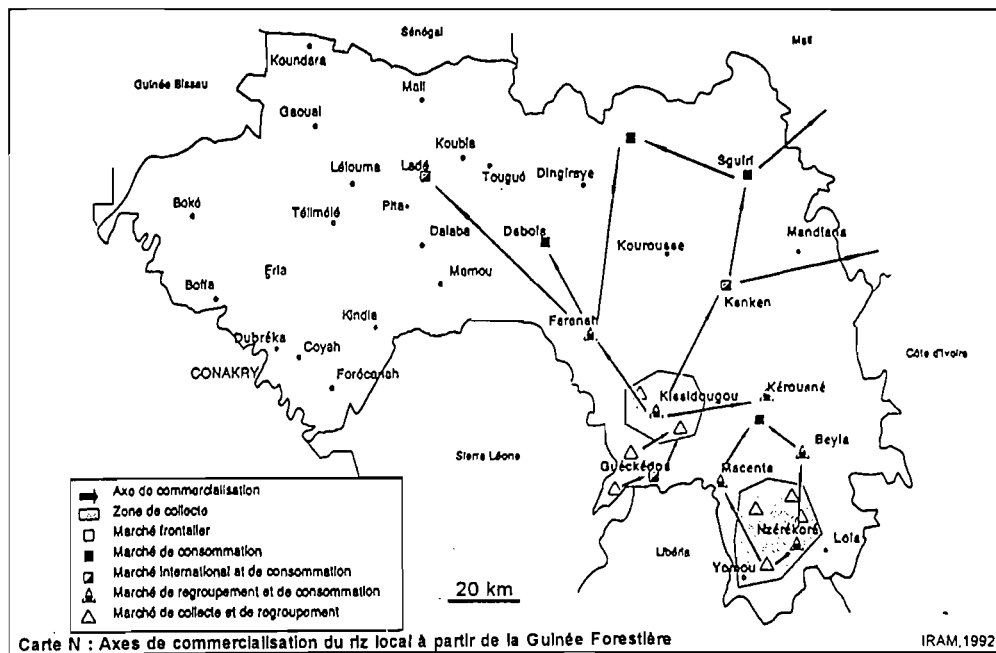 Sénégal
Mali
Koundara
Guinée Bissau
Mali
Gaoual
Koubia
Lélouma
Labé
Tougué
Dingiraye
Sguiri
Boké
Pita
Télimélé
Dalaba
Dabola
Kouroussa
Mandiana
Fria
Mamou
Boffa
Kankan
Kindia
Faranah
Dubréka
Coyah
CONAKRY
Forécariah
Côte d'Ivoire
Kissidougou
Kérouané
Beyla
Sierra Léone
Guéckédou
Macenta
Nzérékoré
Libéria
Lola
Yomou
Axe de commercialisation
Zone de collecte
Marché frontalier
Marché de consommation
Marché international et de consommation
Marché de regroupement et de consommation
Marché de collecte et de regroupement
20 km
Carte N : Axes de commercialisation du riz local à partir de la Guinée Forestière
IRAM,1992